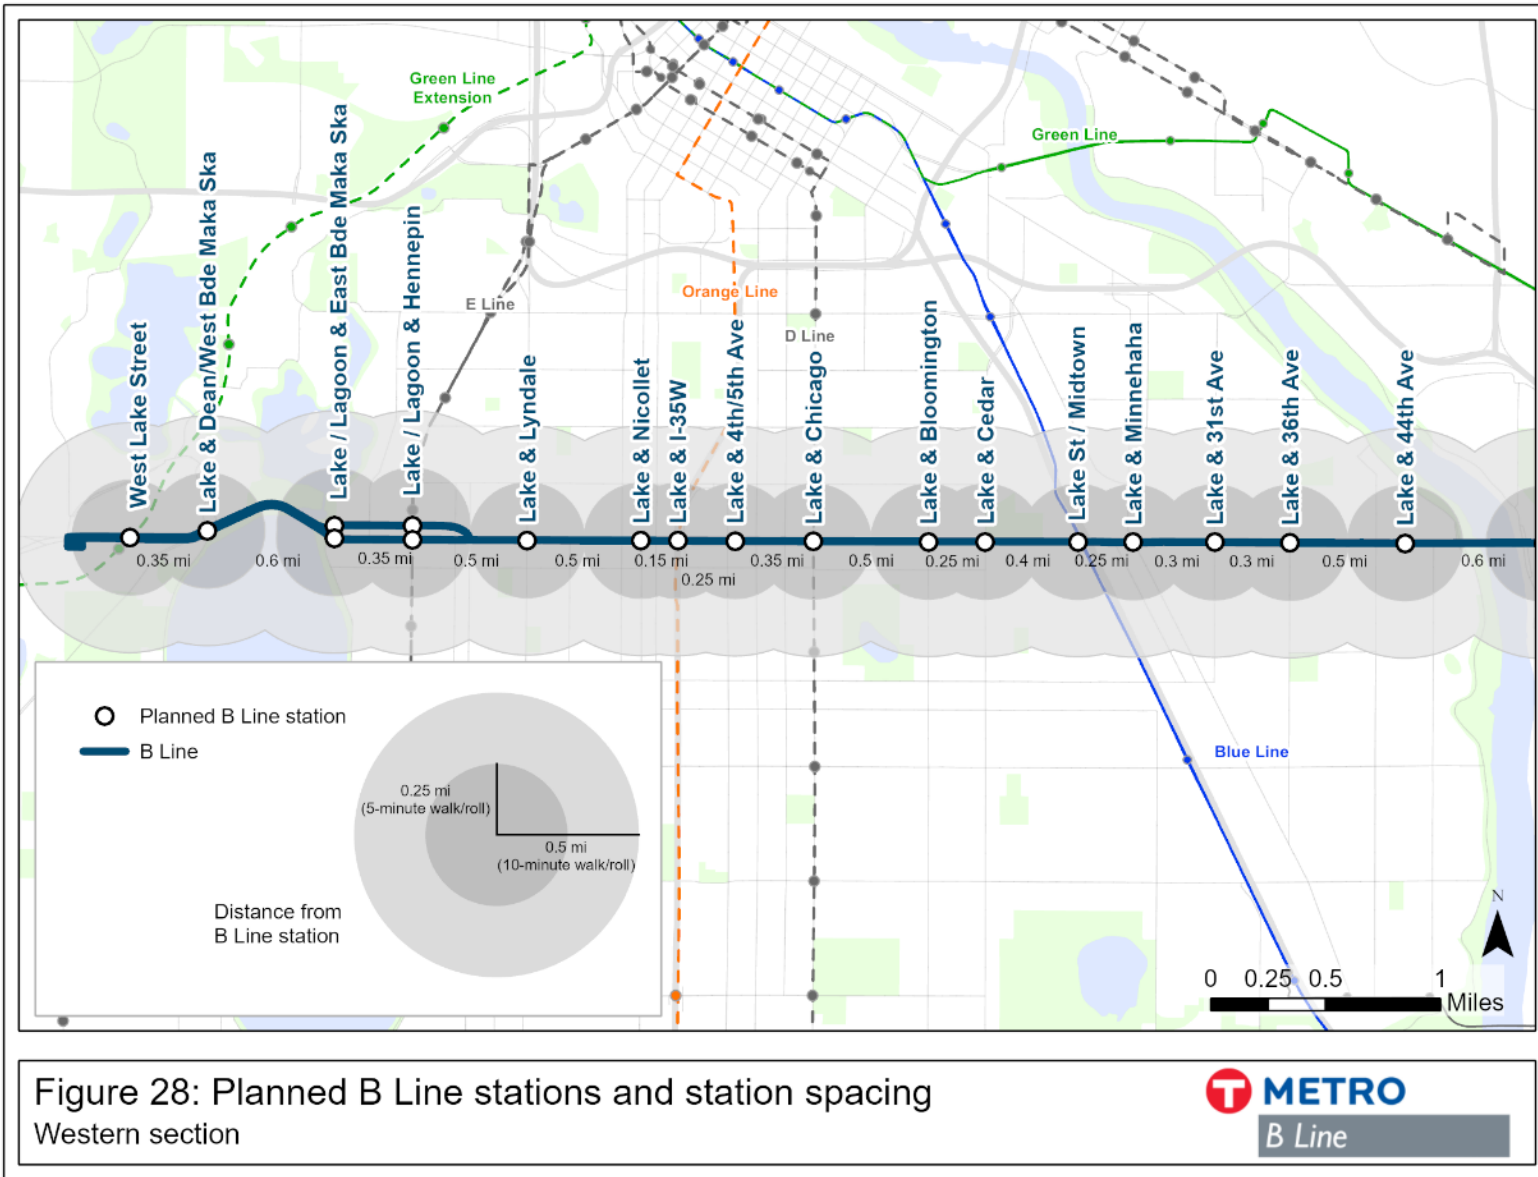 Green Line
Extension
Green Line
E Line
Orange Line
D Line
West Lake Street
Lake & Dean/West Bde Maka Ska
Lake / Lagoon & East Bde Maka Ska
Lake / Lagoon & Hennepin
Lake & Lyndale
Lake & Nicollet
Lake & I-35W
Lake & 4th/5th Ave
Lake & Chicago
Lake & Bloomington
Lake & Cedar
Lake St / Midtown
Lake & Minnehaha
Lake & 31st Ave
Lake & 36th Ave
Lake & 44th Ave
0.35 mi
0.6 mi
0.35 mi
0.5 mi
0.5 mi
0.15 mi
0.25 mi
0.35 mi
0.5 mi
0.25 mi
0.4 mi
0.25 mi
0.3 mi
0.3 mi
0.5 mi
0.6 mi
Planned B Line station
B Line
0.25 mi
(5-minute walk/roll)
0.5 mi
(10-minute walk/roll)
Distance from
B Line station
Blue Line
N
0 0.25 0.5 1
Miles
Figure 28: Planned B Line stations and station spacing
Western section
T METRO
B Line